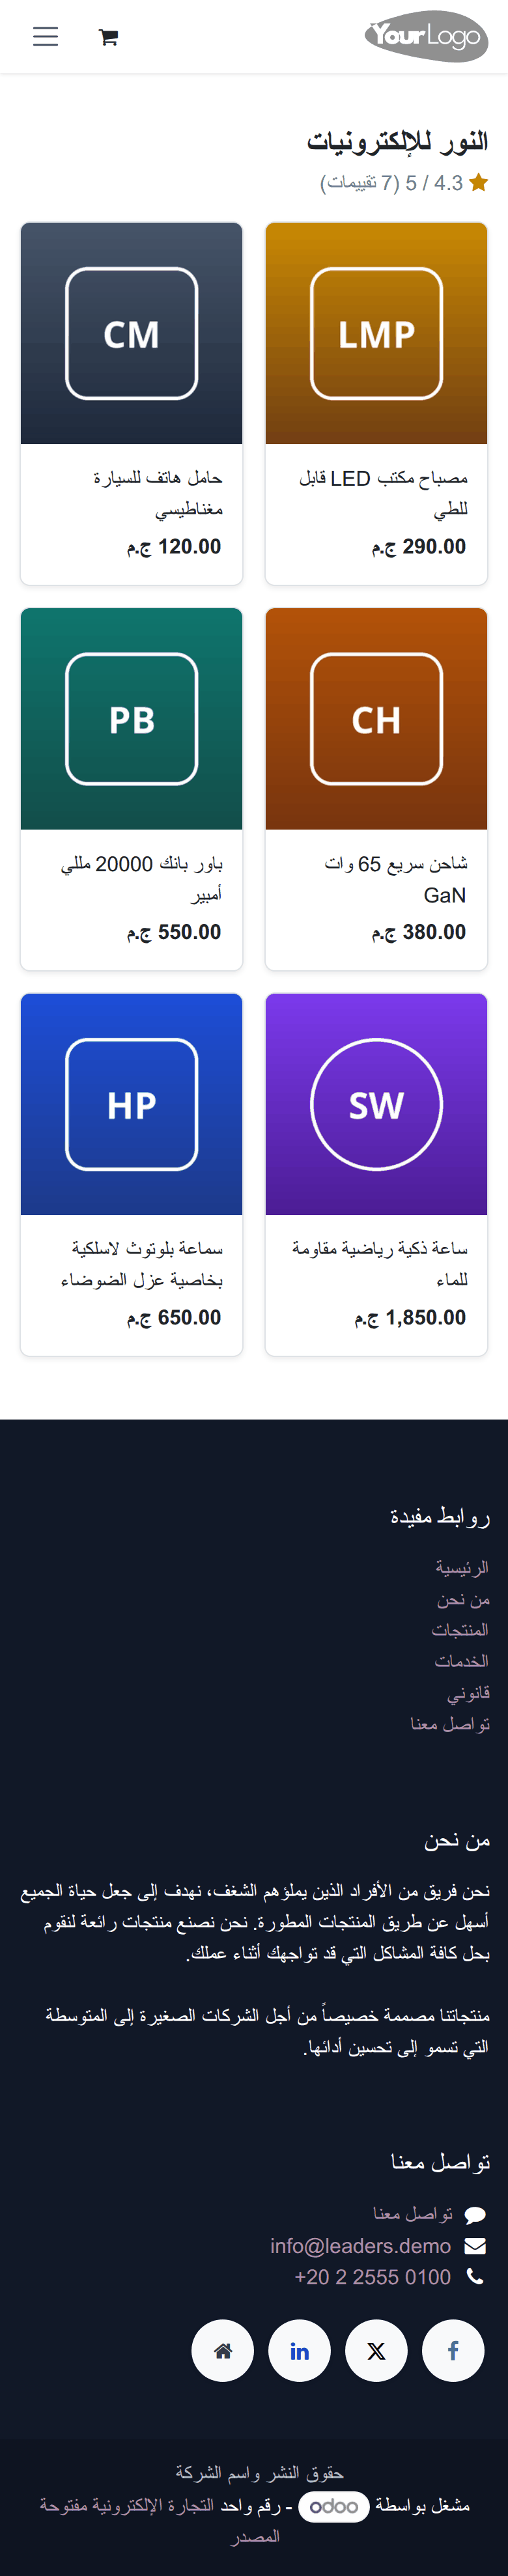 YourLogo
النور للإلكترونيات
4.3 / 5 (7 تقييمات)
LMP
مصباح مكتب LED قابل
للطي
290.00 ج.م
CM
حامل هاتف للسيارة
مغناطيسي
120.00 ج.م
CH
شاحن سريع 65 وات
GaN
380.00 ج.م
PB
باور بانك 20000 مللي
أمبير
550.00 ج.م
SW
ساعة ذكية رياضية مقاومة
للماء
1,850.00 ج.م
HP
سماعة بلوتوث لاسلكية
بخاصية عزل الضوضاء
650.00 ج.م
روابط مفيدة
الرئيسية
من نحن
المنتجات
الخدمات
قانوني
تواصل معنا
من نحن
نحن فريق من الأفراد الذين يملؤهم الشغف، نهدف إلى جعل حياة الجميع
أسهل عن طريق المنتجات المطورة. نحن نصنع منتجات رائعة لنقوم
بحل كافة المشاكل التي قد تواجهك أثناء عملك.
منتجاتنا مصممة خصيصاً من أجل الشركات الصغيرة إلى المتوسطة
التي تسمو إلى تحسين أدائها.
تواصل معنا
تواصل معنا
info@leaders.demo
+20 2 2555 0100
حقوق النشر واسم الشركة
مشغل بواسطة odoo - رقم واحد التجارة الإلكترونية مفتوحة
المصدر